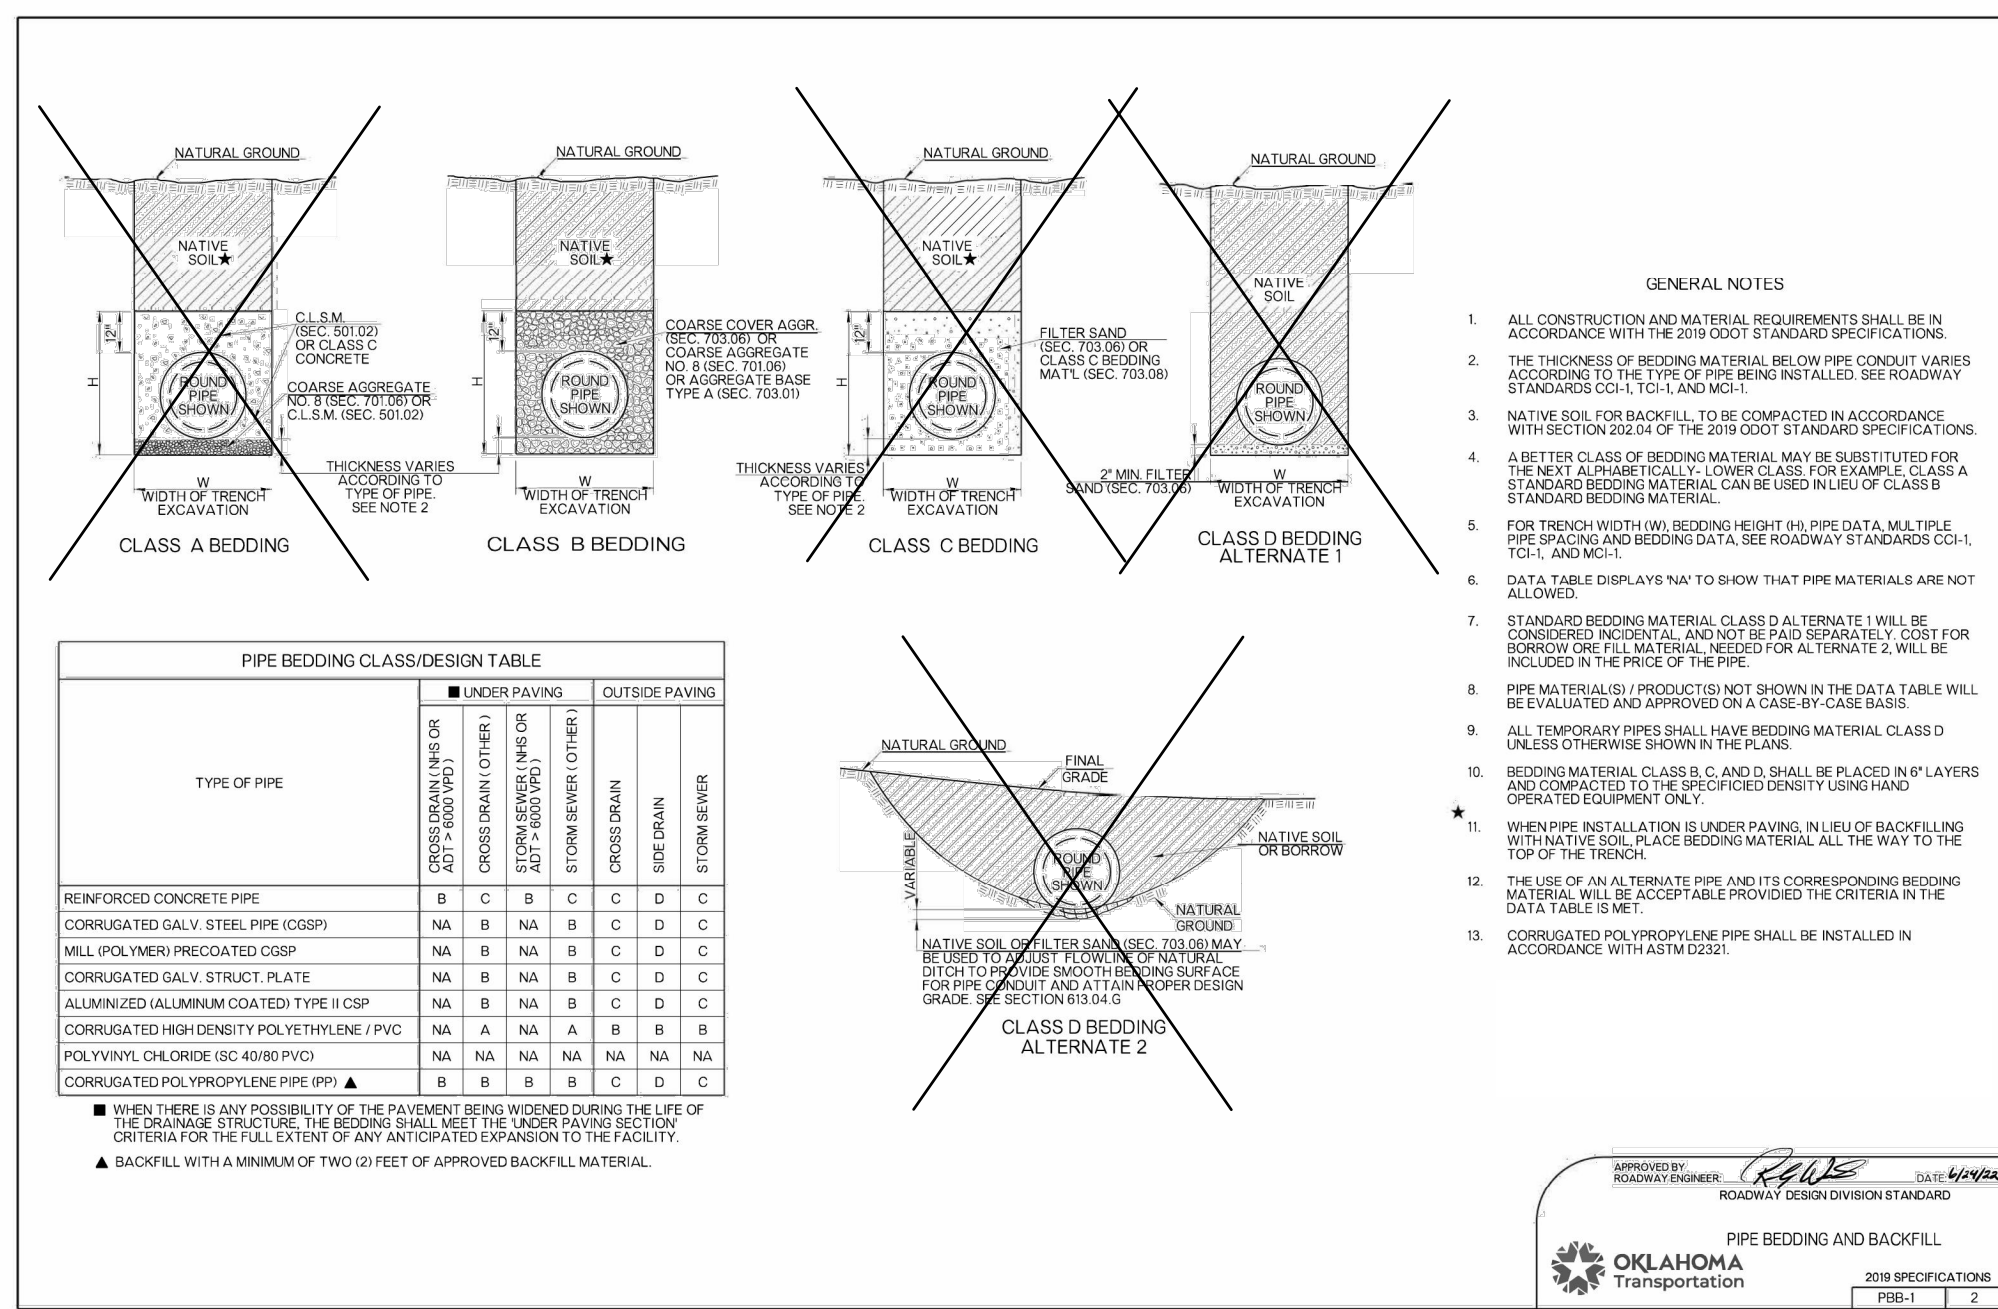 NATURAL GROUND
NATIVE
SOIL★
12"
H
C.L.S.M.
(SEC. 501.02)
OR CLASS C
CONCRETE
ROUND
PIPE
SHOWN
COARSE AGGREGATE
NO. 8 (SEC. 701.06) OR
C.L.S.M. (SEC. 501.02)
THICKNESS VARIES
ACCORDING TO
TYPE OF PIPE.
SEE NOTE 2
W
WIDTH OF TRENCH
EXCAVATION
CLASS A BEDDING
NATURAL GROUND
NATIVE
SOIL★
12"
H
COARSE COVER AGGR.
(SEC. 703.06) OR
COARSE AGGREGATE
NO. 8 (SEC. 701.06)
OR AGGREGATE BASE
TYPE A (SEC. 703.01)
ROUND
PIPE
SHOWN
W
WIDTH OF TRENCH
EXCAVATION
CLASS B BEDDING
NATURAL GROUND
NATIVE
SOIL★
12"
H
FILTER SAND
(SEC. 703.06) OR
CLASS C BEDDING
MAT'L (SEC. 703.08)
ROUND
PIPE
SHOWN
THICKNESS VARIES
ACCORDING TO
TYPE OF PIPE.
SEE NOTE 2
W
WIDTH OF TRENCH
EXCAVATION
CLASS C BEDDING
NATURAL GROUND
NATIVE
SOIL
ROUND
PIPE
SHOWN
2" MIN. FILTER
SAND (SEC. 703.06)
W
WIDTH OF TRENCH
EXCAVATION
CLASS D BEDDING
ALTERNATE 1
PIPE BEDDING CLASS/DESIGN TABLE
TYPE OF PIPE
■ UNDER PAVING
OUTSIDE PAVING
CROSS DRAIN ( NHS OR
ADT > 6000 VPD )
CROSS DRAIN ( OTHER )
STORM SEWER ( NHS OR
ADT > 6000 VPD )
STORM SEWER ( OTHER )
CROSS DRAIN
SIDE DRAIN
STORM SEWER
REINFORCED CONCRETE PIPE B C B C C D C
CORRUGATED GALV. STEEL PIPE (CGSP) NA B NA B C D C
MILL (POLYMER) PRECOATED CGSP NA B NA B C D C
CORRUGATED GALV. STRUCT. PLATE NA B NA B C D C
ALUMINIZED (ALUMINUM COATED) TYPE II CSP NA B NA B C D C
CORRUGATED HIGH DENSITY POLYETHYLENE / PVC NA A NA A B B B
POLYVINYL CHLORIDE (SC 40/80 PVC) NA NA NA NA NA NA NA
CORRUGATED POLYPROPYLENE PIPE (PP) ▲ B B B B C D C
■ WHEN THERE IS ANY POSSIBILITY OF THE PAVEMENT BEING WIDENED DURING THE LIFE OF
THE DRAINAGE STRUCTURE, THE BEDDING SHALL MEET THE 'UNDER PAVING SECTION'
CRITERIA FOR THE FULL EXTENT OF ANY ANTICIPATED EXPANSION TO THE FACILITY.
▲ BACKFILL WITH A MINIMUM OF TWO (2) FEET OF APPROVED BACKFILL MATERIAL.
NATURAL GROUND
FINAL
GRADE
VARIABLE
ROUND
PIPE
SHOWN
NATIVE SOIL
OR BORROW
NATURAL
GROUND
NATIVE SOIL OR FILTER SAND (SEC. 703.06) MAY
BE USED TO ADJUST FLOWLINE OF NATURAL
DITCH TO PROVIDE SMOOTH BEDDING SURFACE
FOR PIPE CONDUIT AND ATTAIN PROPER DESIGN
GRADE. SEE SECTION 613.04.G
CLASS D BEDDING
ALTERNATE 2
GENERAL NOTES
1. ALL CONSTRUCTION AND MATERIAL REQUIREMENTS SHALL BE IN
ACCORDANCE WITH THE 2019 ODOT STANDARD SPECIFICATIONS.
2. THE THICKNESS OF BEDDING MATERIAL BELOW PIPE CONDUIT VARIES
ACCORDING TO THE TYPE OF PIPE BEING INSTALLED. SEE ROADWAY
STANDARDS CCI-1, TCI-1, AND MCI-1.
3. NATIVE SOIL FOR BACKFILL, TO BE COMPACTED IN ACCORDANCE
WITH SECTION 202.04 OF THE 2019 ODOT STANDARD SPECIFICATIONS.
4. A BETTER CLASS OF BEDDING MATERIAL MAY BE SUBSTITUTED FOR
THE NEXT ALPHABETICALLY- LOWER CLASS. FOR EXAMPLE, CLASS A
STANDARD BEDDING MATERIAL CAN BE USED IN LIEU OF CLASS B
STANDARD BEDDING MATERIAL.
5. FOR TRENCH WIDTH (W), BEDDING HEIGHT (H), PIPE DATA, MULTIPLE
PIPE SPACING AND BEDDING DATA, SEE ROADWAY STANDARDS CCI-1,
TCI-1, AND MCI-1.
6. DATA TABLE DISPLAYS 'NA' TO SHOW THAT PIPE MATERIALS ARE NOT
ALLOWED.
7. STANDARD BEDDING MATERIAL CLASS D ALTERNATE 1 WILL BE
CONSIDERED INCIDENTAL, AND NOT BE PAID SEPARATELY. COST FOR
BORROW ORE FILL MATERIAL, NEEDED FOR ALTERNATE 2, WILL BE
INCLUDED IN THE PRICE OF THE PIPE.
8. PIPE MATERIAL(S) / PRODUCT(S) NOT SHOWN IN THE DATA TABLE WILL
BE EVALUATED AND APPROVED ON A CASE-BY-CASE BASIS.
9. ALL TEMPORARY PIPES SHALL HAVE BEDDING MATERIAL CLASS D
UNLESS OTHERWISE SHOWN IN THE PLANS.
10. BEDDING MATERIAL CLASS B, C, AND D, SHALL BE PLACED IN 6" LAYERS
AND COMPACTED TO THE SPECIFICIED DENSITY USING HAND
OPERATED EQUIPMENT ONLY.
★ 11. WHEN PIPE INSTALLATION IS UNDER PAVING, IN LIEU OF BACKFILLING
WITH NATIVE SOIL, PLACE BEDDING MATERIAL ALL THE WAY TO THE
TOP OF THE TRENCH.
12. THE USE OF AN ALTERNATE PIPE AND ITS CORRESPONDING BEDDING
MATERIAL WILL BE ACCEPTABLE PROVIDIED THE CRITERIA IN THE
DATA TABLE IS MET.
13. CORRUGATED POLYPROPYLENE PIPE SHALL BE INSTALLED IN
ACCORDANCE WITH ASTM D2321.
APPROVED BY
ROADWAY ENGINEER:
DATE: 6/24/22
ROADWAY DESIGN DIVISION STANDARD
PIPE BEDDING AND BACKFILL
OKLAHOMA
Transportation
2019 SPECIFICATIONS
PBB-1 2